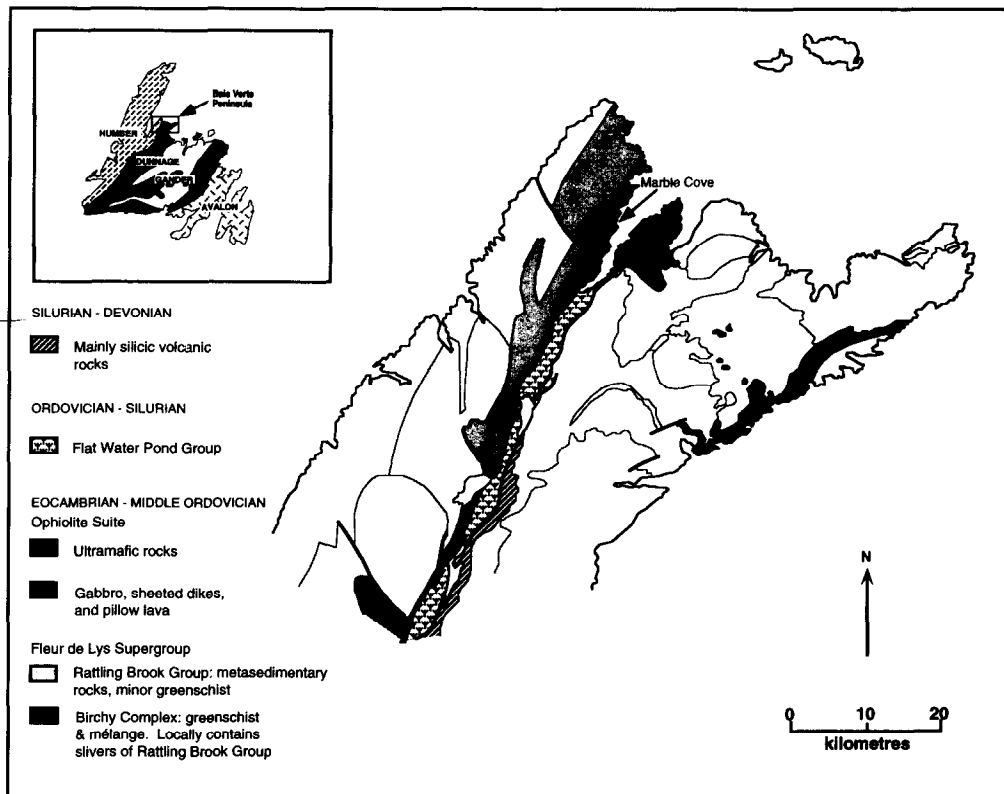 Baie Verte
Peninsula
HUMBER
DUNNAGE
GANDER
AVALON
Marble Cove
SILURIAN - DEVONIAN
Mainly silicic volcanic
rocks
ORDOVICIAN - SILURIAN
Flat Water Pond Group
EOCAMBRIAN - MIDDLE ORDOVICIAN
Ophiolite Suite
Ultramafic rocks
Gabbro, sheeted dikes,
and pillow lava
Fleur de Lys Supergroup
Rattling Brook Group: metasedimentary
rocks, minor greenschist
Birchy Complex: greenschist
& mélange. Locally contains
slivers of Rattling Brook Group
N
0 10 20
kilometres